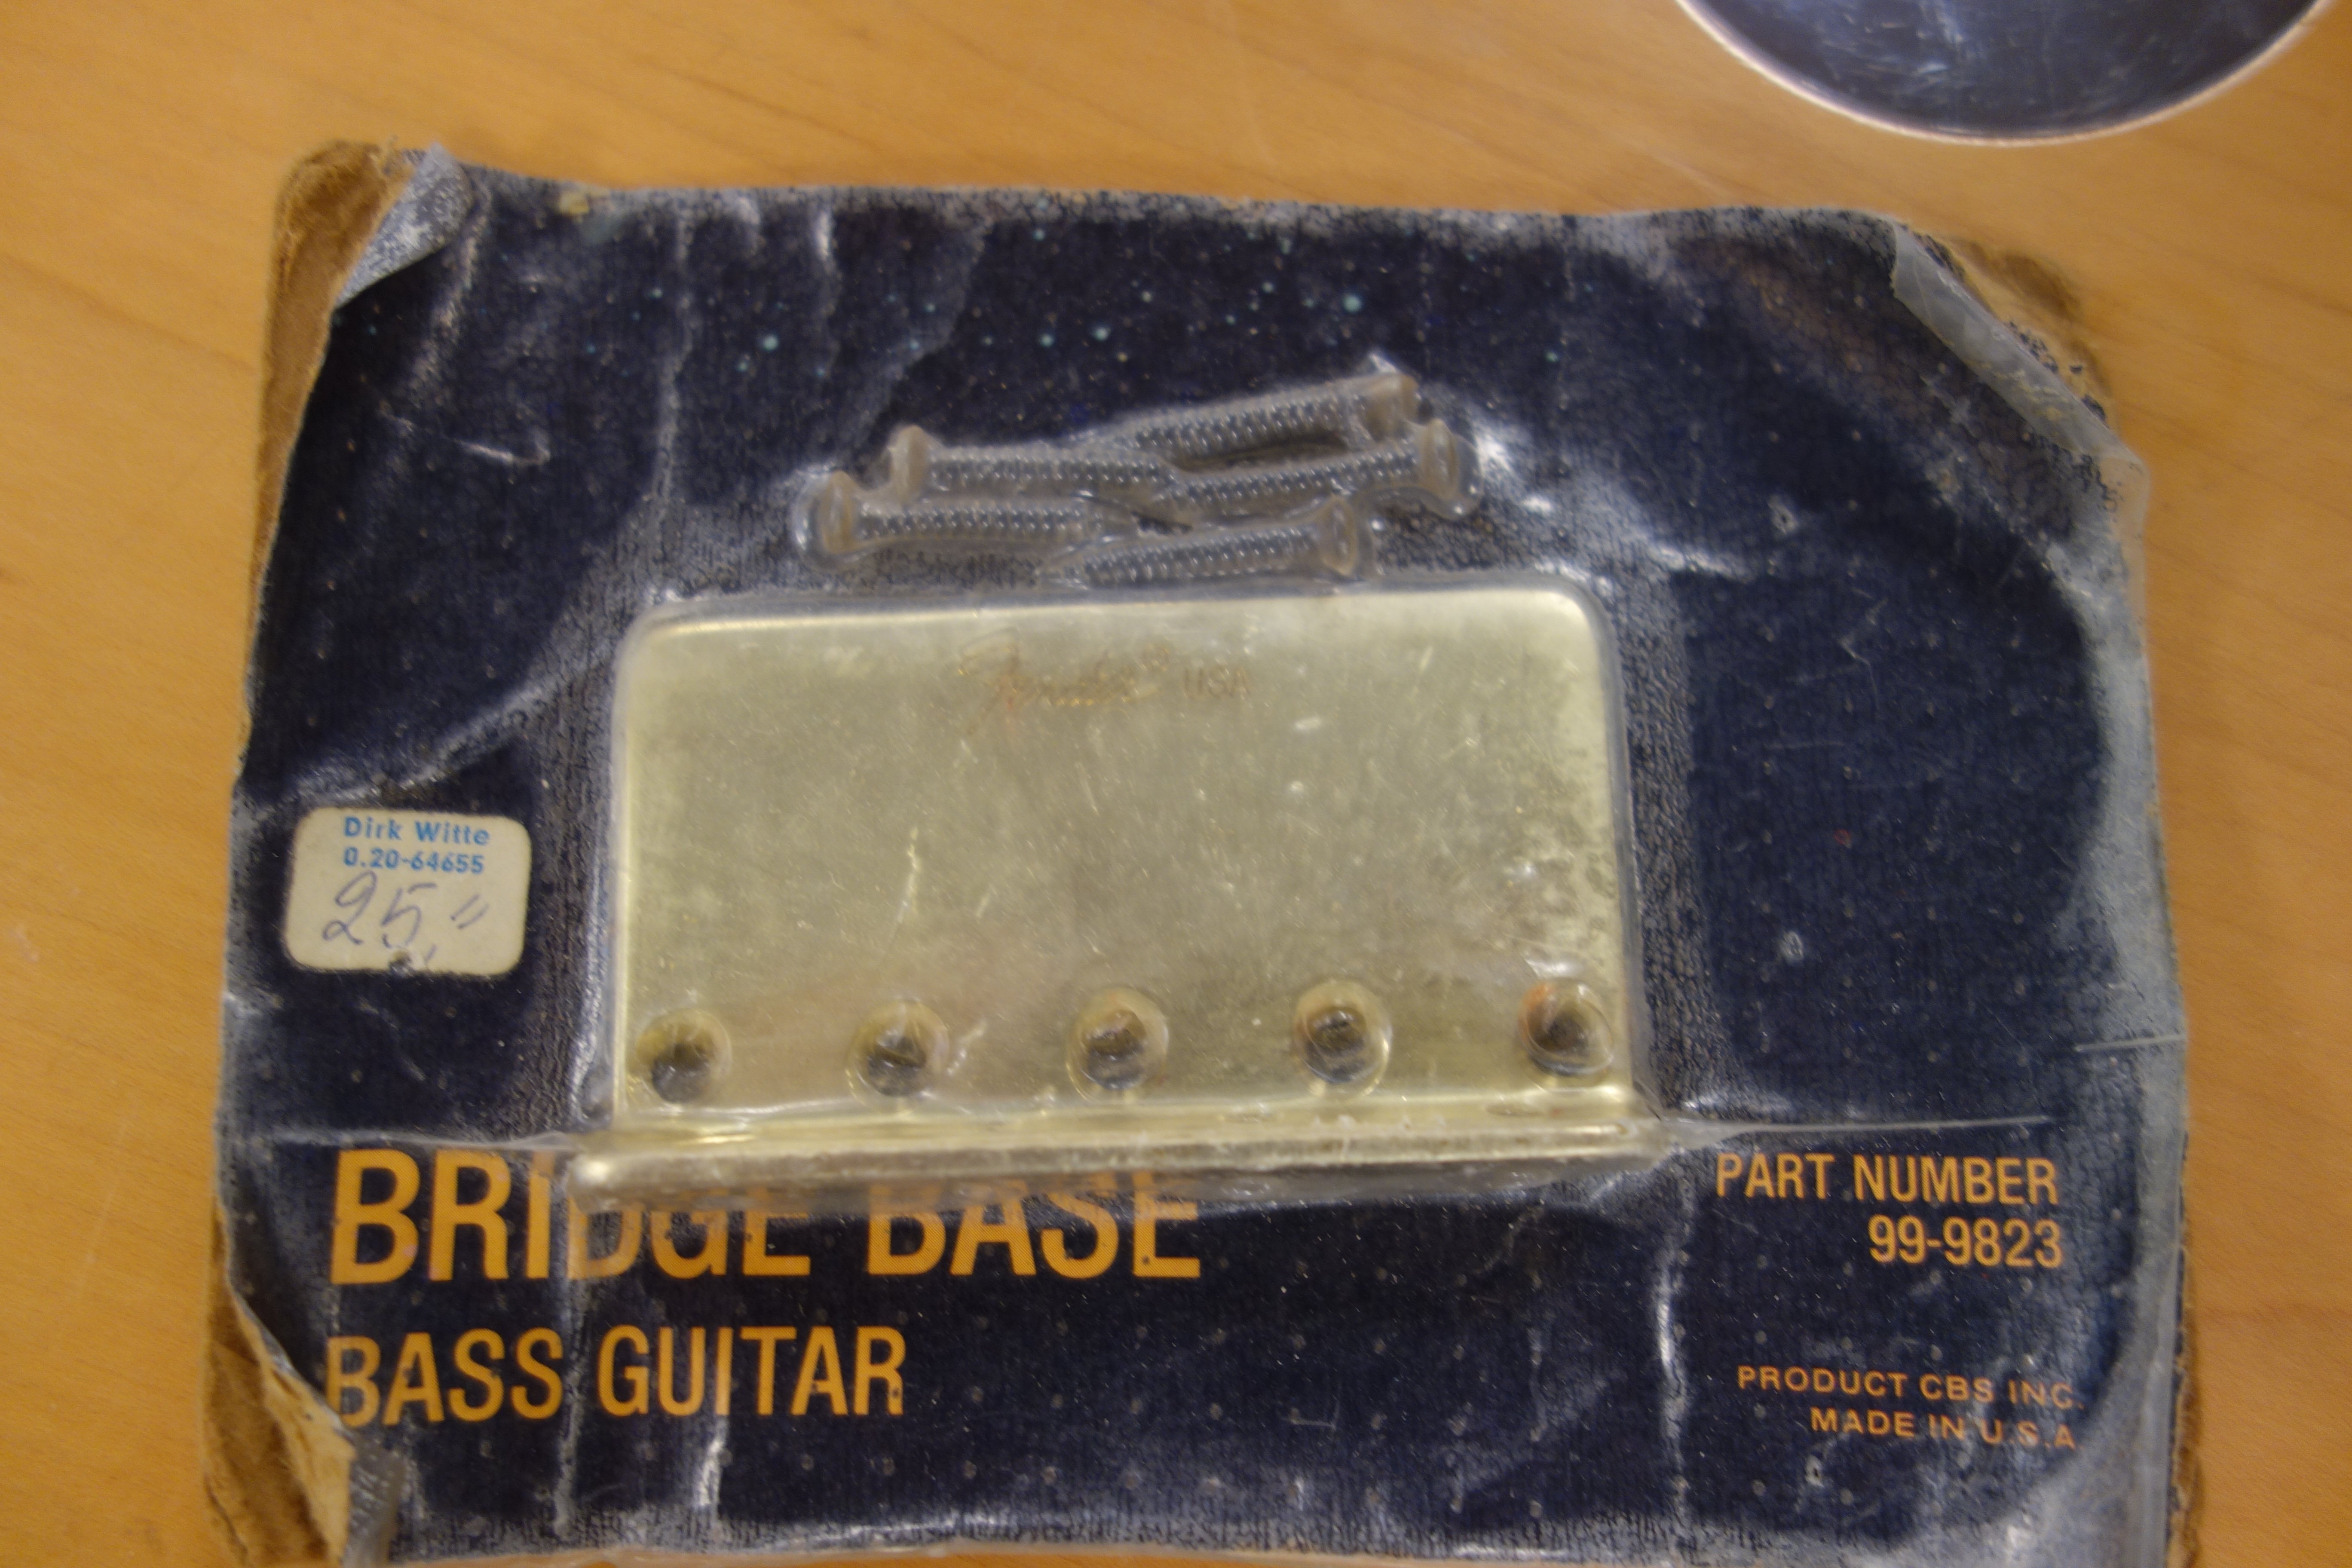 Fender® USA
Dirk Witte
0.20-64655
25,"
BRIDGE BASE
BASS GUITAR
PART NUMBER
99-9823
PRODUCT CBS INC.
MADE IN U.S.A